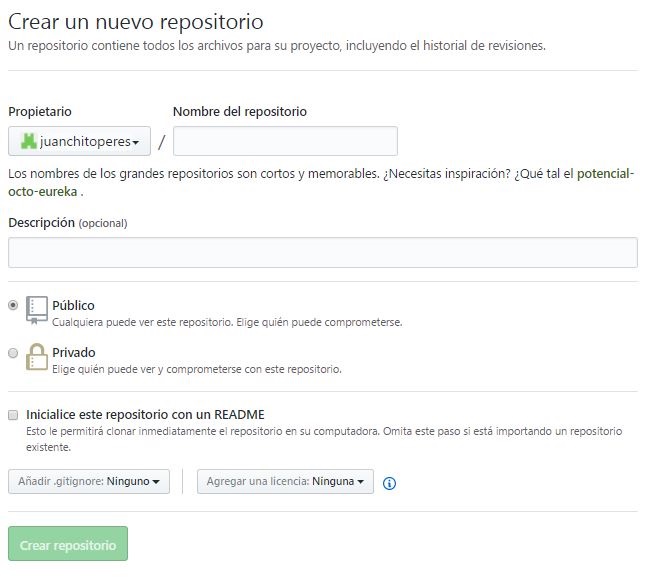 Crear un nuevo repositorio
Un repositorio contiene todos los archivos para su proyecto, incluyendo el historial de revisiones.
Propietario Nombre del repositorio
juanchitoperes /
Los nombres de los grandes repositorios son cortos y memorables. ¿Necesitas inspiración? ¿Qué tal el potencial-
octo-eureka .
Descripción (opcional)
Público
Cualquiera puede ver este repositorio. Elige quién puede comprometerse.
Privado
Elige quién puede ver y comprometerse con este repositorio.
Inicialice este repositorio con un README
Esto le permitirá clonar inmediatamente el repositorio en su computadora. Omita este paso si está importando un repositorio
existente.
Añadir .gitignore: Ninguno Agregar una licencia: Ninguna
Crear repositorio